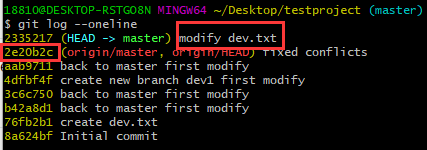 18810@DESKTOP-RSTGO8N MINGW64 ~/Desktop/testproject (master)
$ git log --oneline
2335217 (HEAD -> master) modify dev.txt
2e20b2c (origin/master, origin/HEAD) fixed conflicts
aab9711 back to master first modify
4dfbf4f create new branch dev1 first modify
3c6c750 back to master first modify
b42a8d1 back to master first modify
76fb2b1 create dev.txt
8a624bf Initial commit